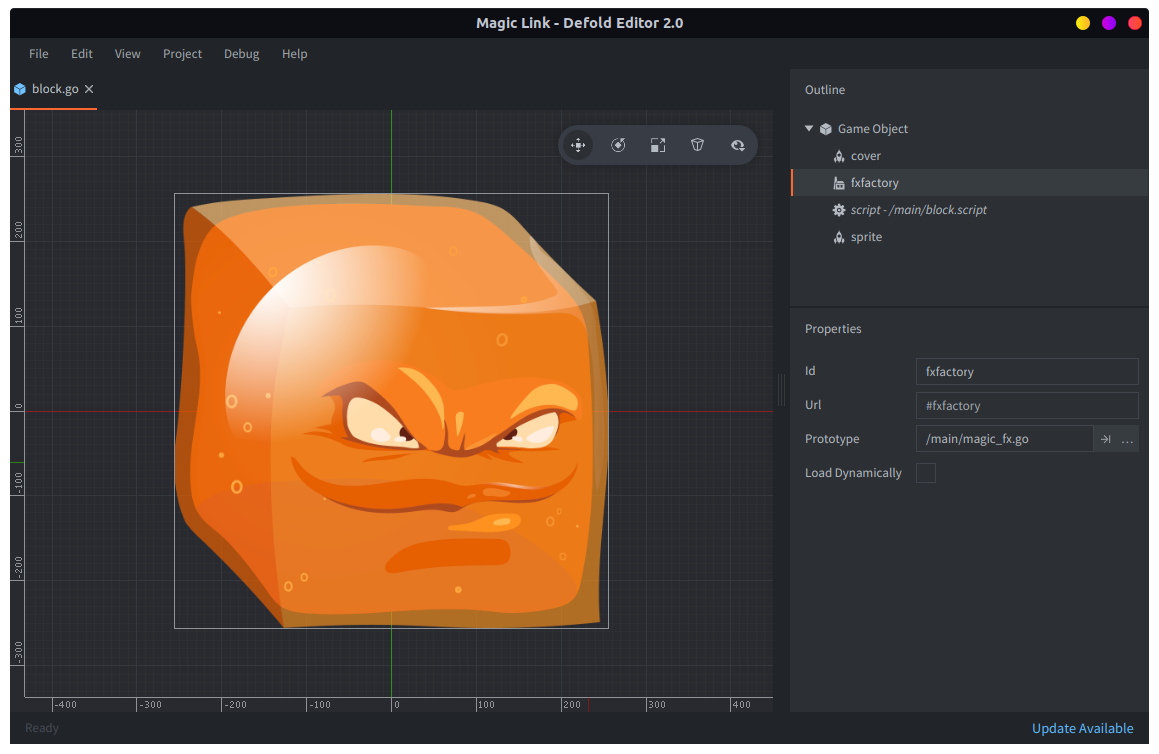 Magic Link - Defold Editor 2.0
File Edit View Project Debug Help
block.go
Outline
Game Object
cover
fxfactory
script - /main/block.script
sprite
300
200
100
0
-100
-200
-300
-400 -300 -200 -100 0 100 200 300 400
Properties
Id fxfactory
Url #fxfactory
Prototype /main/magic_fx.go ...
Load Dynamically
Ready
Update Available